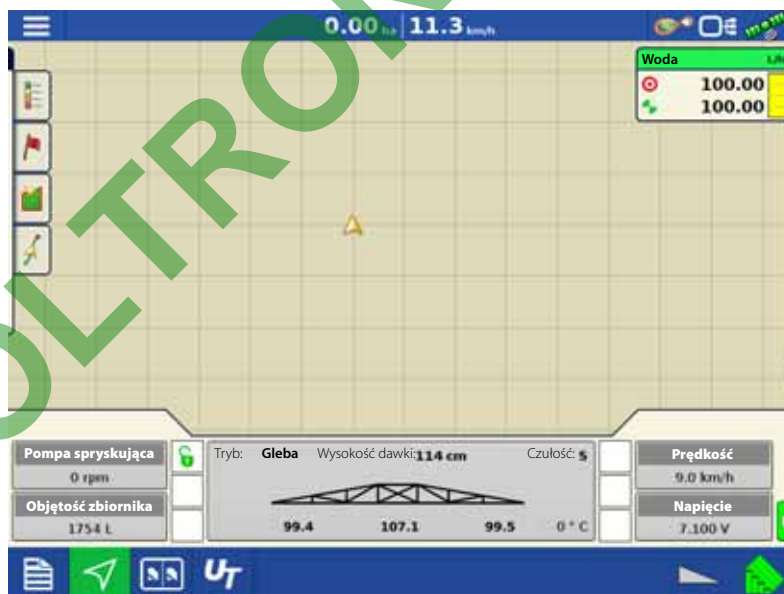 0.00 ha 11.3 km/h
Woda
100.00
100.00
Pompa spryskująca
0 rpm
Objętość zbiornika
1754 L
Tryb: Gleba Wysokość dawki: 114 cm Czułość: 5
99.4 107.1 99.5 0°C
Prędkość
9.0 km/h
Napięcie
7.100 V
UT
OLTRON